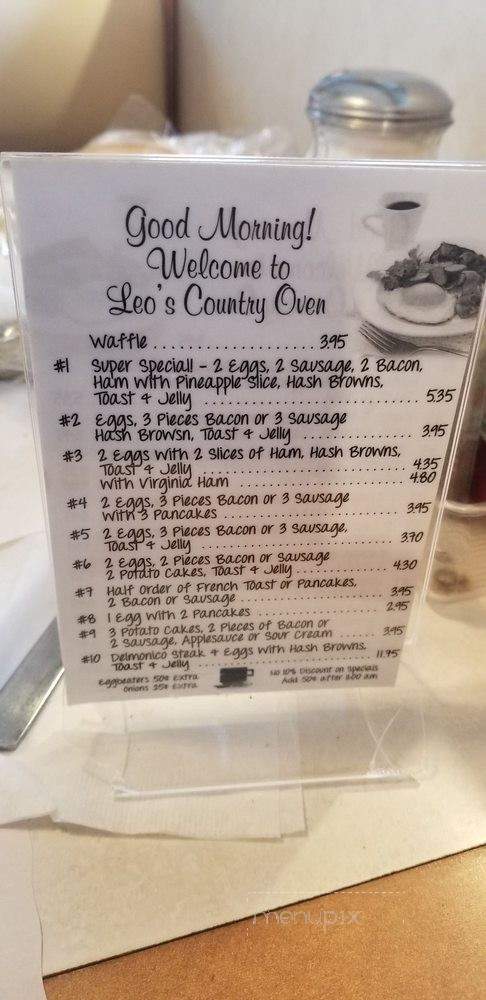 Good Morning!
Welcome to
Leo's Country Oven
Waffle .................. 3.95
#1 Super Special! - 2 Eggs, 2 Sausage, 2 Bacon,
Ham with Pineapple Slice, Hash Browns,
Toast & Jelly .................. 5.35
#2 Eggs, 3 Pieces Bacon or 3 Sausage
Hash Browsn, Toast & Jelly .................. 3.95
#3 2 Eggs With 2 Slices of Ham, Hash Browns,
Toast & Jelly .................. 4.35
With Virginia Ham .................. 4.80
#4 2 Eggs, 3 Pieces Bacon or 3 Sausage
With 3 Pancakes .................. 3.95
#5 2 Eggs, 3 Pieces Bacon or 3 Sausage,
Toast & Jelly .................. 3.70
#6 2 Eggs, 2 Pieces Bacon or Sausage
2 Potato Cakes, Toast & Jelly .................. 4.30
#7 Half Order of French Toast or Pancakes,
2 Bacon or Sausage .................. 3.95
#8 1 Egg With 2 Pancakes .................. 2.95
#9 3 Potato Cakes, 2 Pieces of Bacon or
2 Sausage, Applesauce or Sour Cream ....... 3.95
#10 Delmonico Steak & Eggs With Hash Browns,
Toast & Jelly .................. 11.75
Eggbeaters 50¢ Extra
Onions 25¢ Extra
No 10% Discount on Specials
Add 50¢ after 11:00 am
menupix